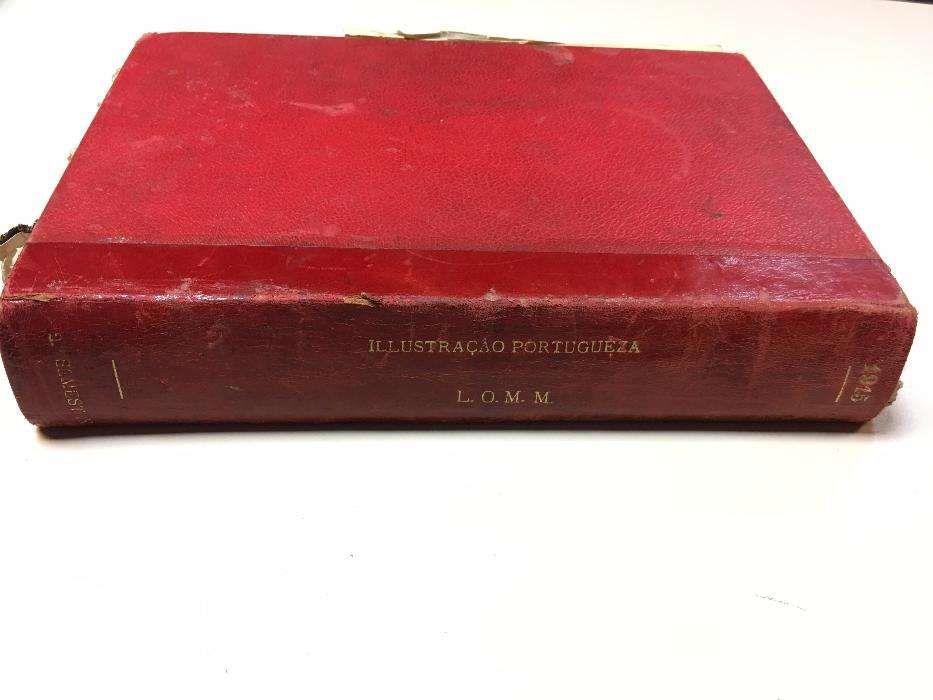 ILLUSTRAÇÃO PORTUGUEZA
L. O. M. M.
1915